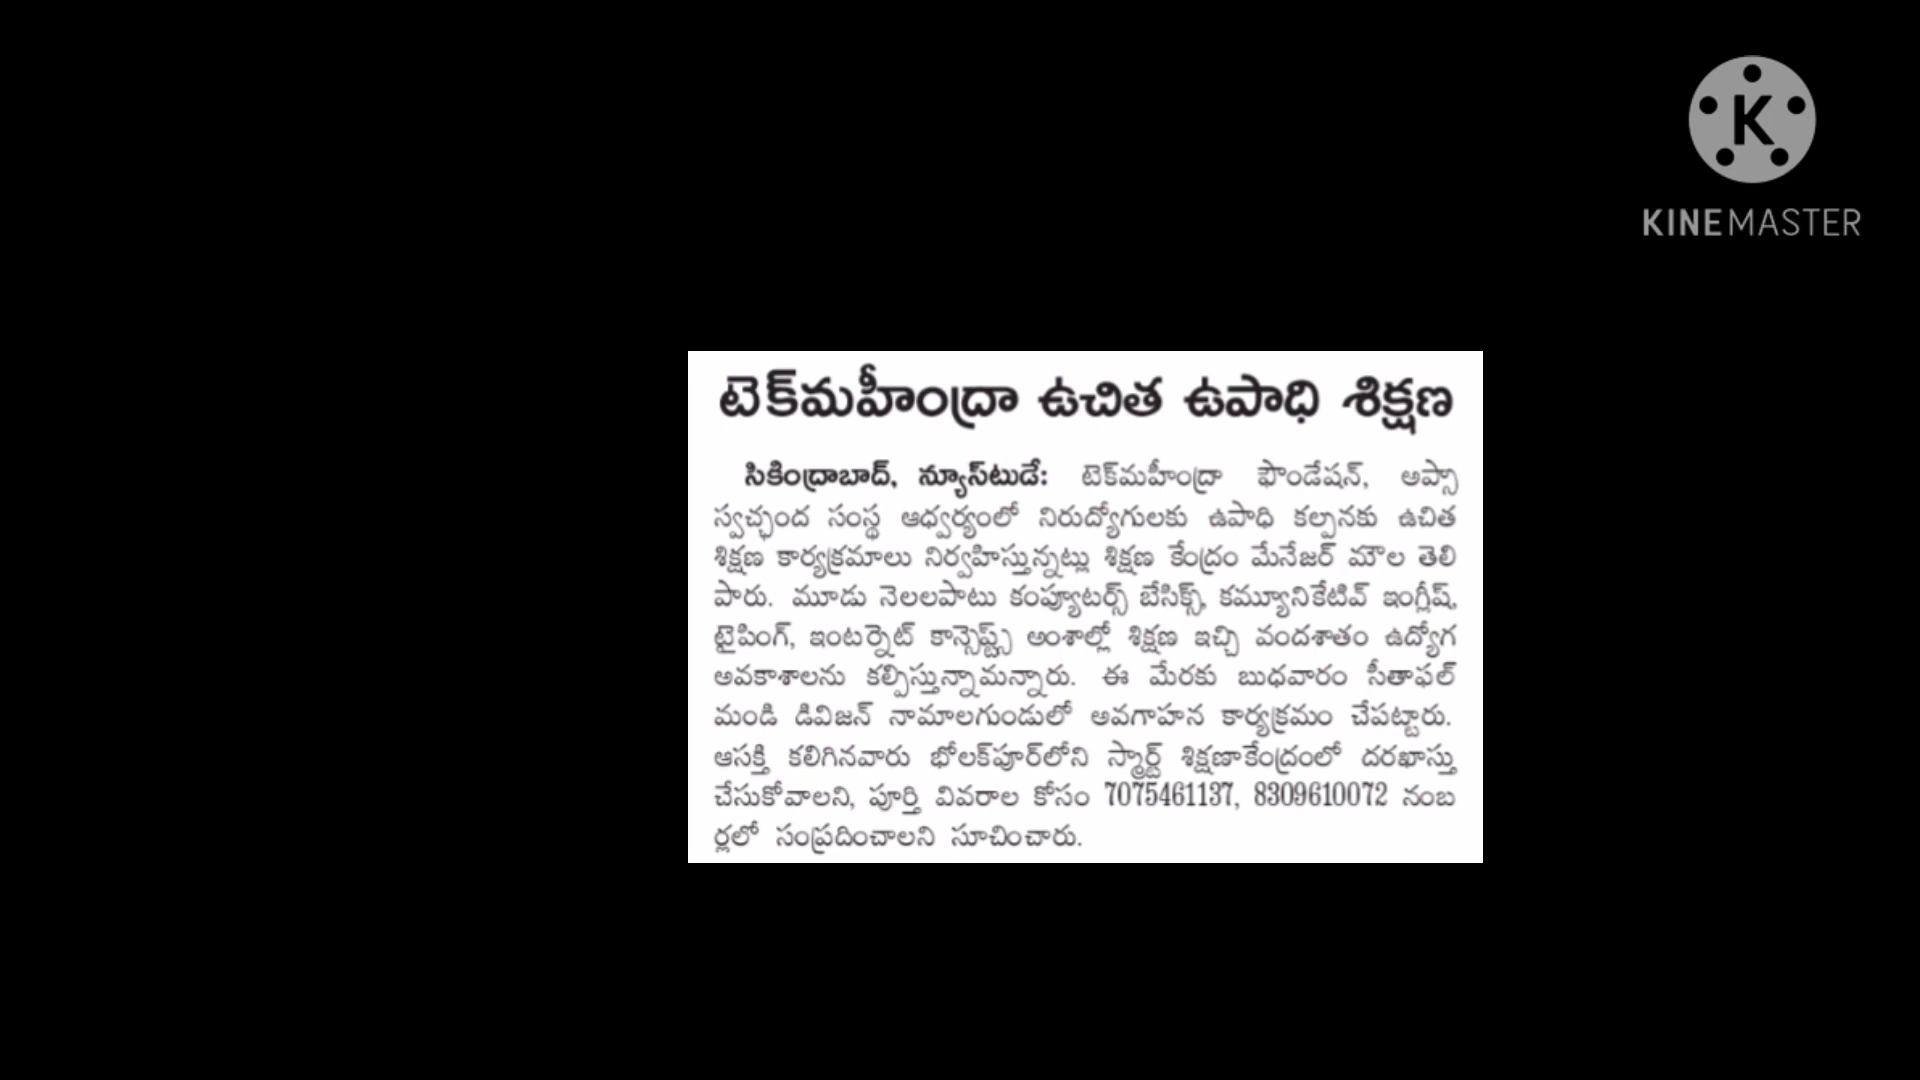 K
KINEMASTER
టెక్‌మహీంద్రా ఉచిత ఉపాధి శిక్షణ
సికింద్రాబాద్, న్యూస్‌టుడే: టెక్‌మహీంద్రా ఫౌండేషన్, అప్సా
స్వచ్ఛంద సంస్థ ఆధ్వర్యంలో నిరుద్యోగులకు ఉపాధి కల్పనకు ఉచిత
శిక్షణ కార్యక్రమాలు నిర్వహిస్తున్నట్లు శిక్షణ కేంద్రం మేనేజర్ మౌల తెలి
పారు. మూడు నెలలపాటు కంప్యూటర్స్ బేసిక్స్, కమ్యూనికేటివ్ ఇంగ్లీష్,
టైపింగ్, ఇంటర్నెట్ కాన్సెప్ట్స్ అంశాల్లో శిక్షణ ఇచ్చి వందశాతం ఉద్యోగ
అవకాశాలను కల్పిస్తున్నామన్నారు. ఈ మేరకు బుధవారం సీతాఫల్
మండి డివిజన్ నామాలగుండులో అవగాహన కార్యక్రమం చేపట్టారు.
ఆసక్తి కలిగినవారు భోలక్‌పూర్‌లోని స్మార్ట్ శిక్షణాకేంద్రంలో దరఖాస్తు
చేసుకోవాలని, పూర్తి వివరాల కోసం 7075461137, 8309610072 నంబ
ర్లలో సంప్రదించాలని సూచించారు.